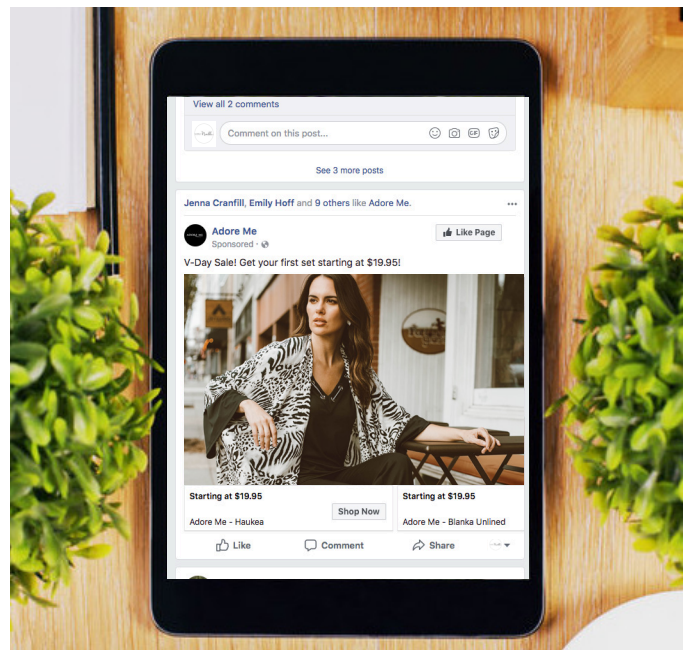 View all 2 comments
Comment on this post...
GIF
See 3 more posts
Jenna Cranfill, Emily Hoff and 9 others like Adore Me.
Adore Me
Like Page
Sponsored ·
V-Day Sale! Get your first set starting at $19.95!
Starting at $19.95
Shop Now
Adore Me - Haukea
Starting at $19.95
Adore Me - Blanka Unlined
Like
Comment
Share